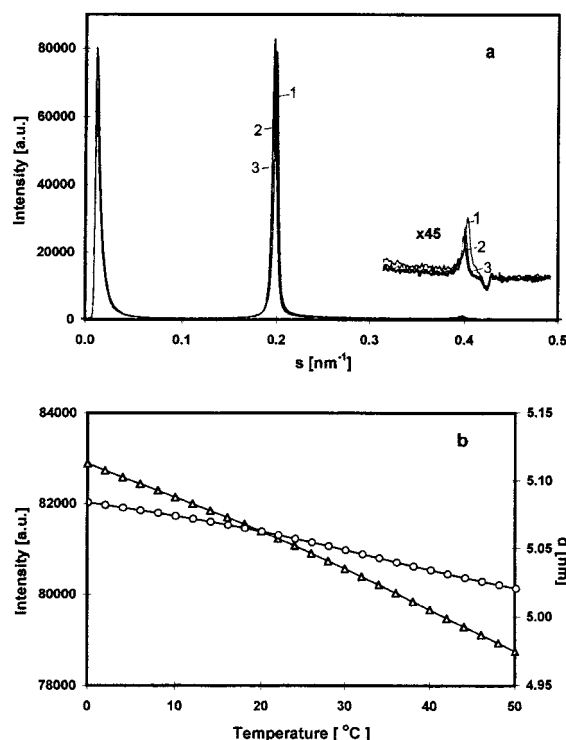 a
Intensity [a.u.]
80000
60000
40000
20000
0
1
2
3
x45
1
2
3
0.0 0.1 0.2 0.3 0.4 0.5
s [nm-1]
b
Intensity [a.u.]
84000
82000
80000
78000
5.15
5.10
5.05
5.00
4.95
d [nm]
0 10 20 30 40 50
Temperature [ °C]